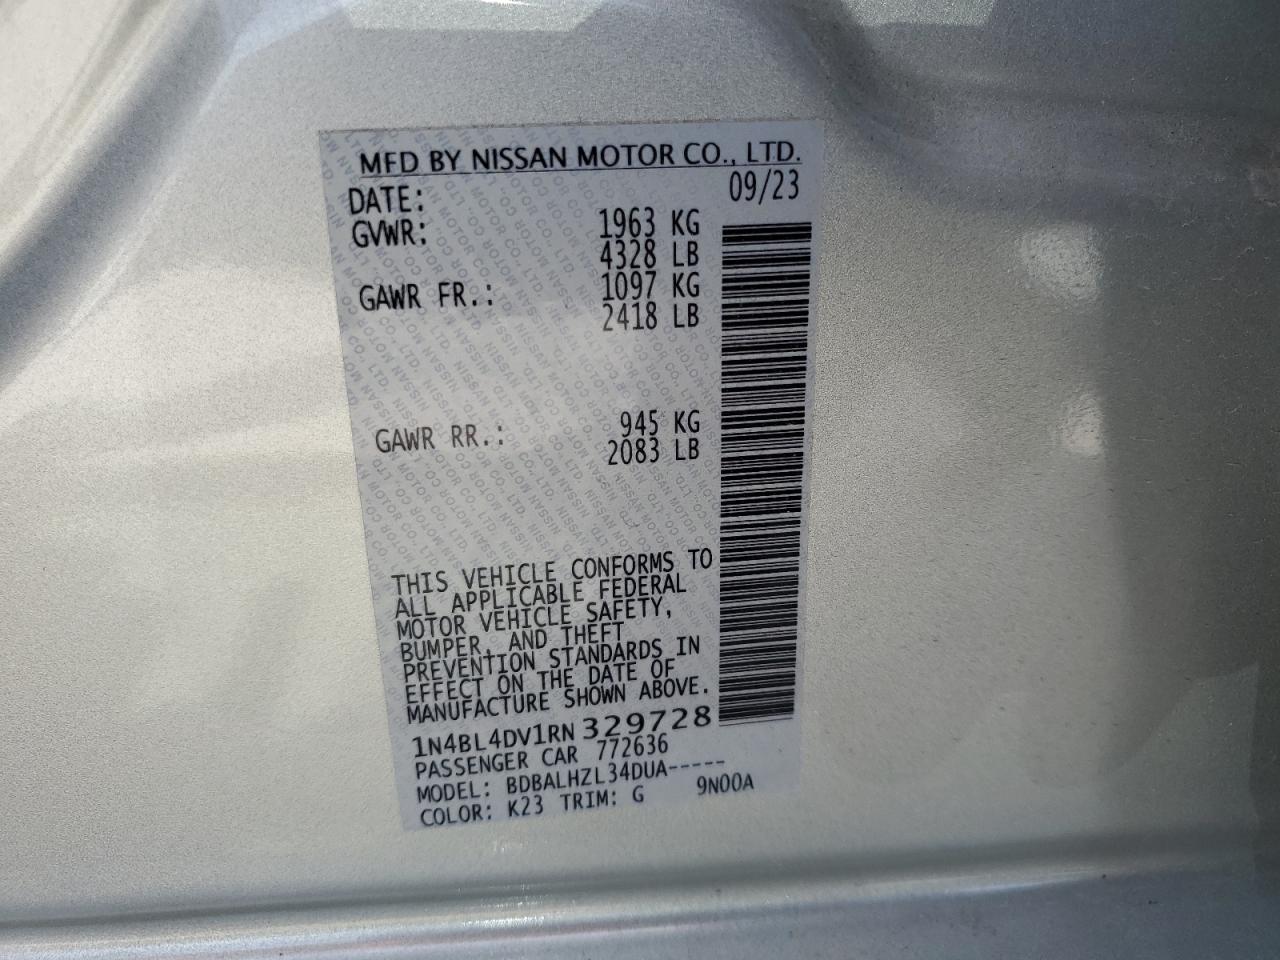 MFD BY NISSAN MOTOR CO., LTD.
DATE: 09/23
GVWR: 1963 KG
4328 LB
GAWR FR.: 1097 KG
2418 LB
GAWR RR.: 945 KG
2083 LB
THIS VEHICLE CONFORMS TO
ALL APPLICABLE FEDERAL
MOTOR VEHICLE SAFETY,
BUMPER, AND THEFT
PREVENTION STANDARDS IN
EFFECT ON THE DATE OF
MANUFACTURE SHOWN ABOVE.
1N4BL4DV1RN329728
PASSENGER CAR 772636
MODEL: BDBALHZL34DUA-----
COLOR: K23 TRIM: G 9N00A